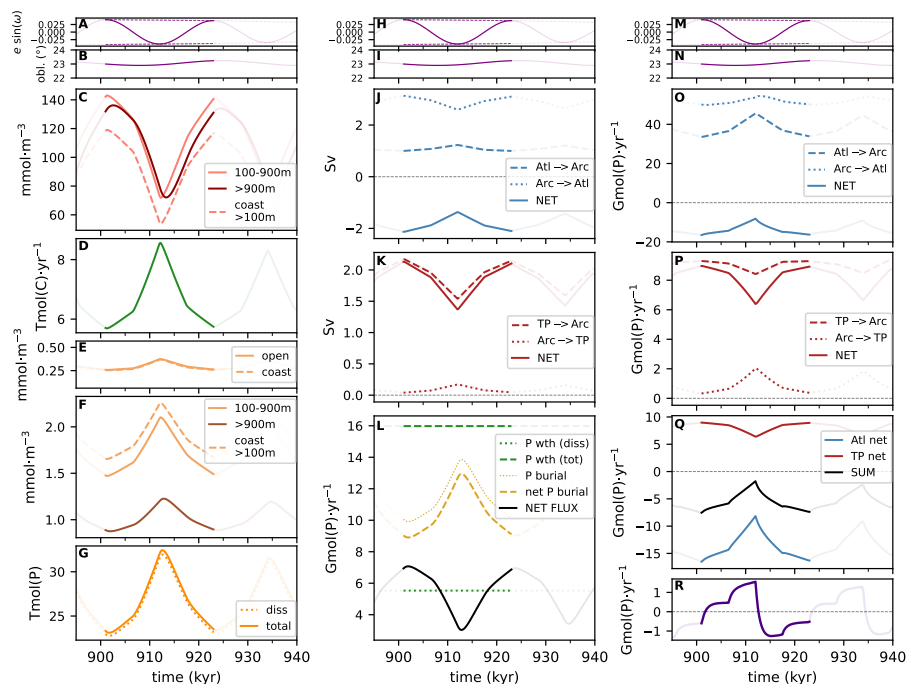 A
e sin(ω)
0.025
0.000
−0.025
B
obl. (°)
24
23
22
C
mmol·m⁻³
140
120
100
80
60
100-900m
>900m
coast
>100m
D
Tmol(C)·yr⁻¹
8
6
E
mmol·m⁻³
0.50
0.25
open
coast
F
mmol·m⁻³
2.0
1.5
1.0
100-900m
>900m
coast
>100m
G
Tmol(P)
30
25
diss
total
900 910 920 930 940
time (kyr)
H
0.025
0.000
−0.025
I
24
23
22
J
Sv
2
0
−2
Atl −> Arc
Arc −> Atl
NET
K
Sv
2.0
1.5
1.0
0.5
0.0
TP −> Arc
Arc −> TP
NET
L
Gmol(P)·yr⁻¹
16
14
12
10
8
6
4
2
P wth (diss)
P wth (tot)
P burial
net P burial
NET FLUX
900 910 920 930 940
time (kyr)
M
0.025
0.000
−0.025
N
24
23
22
O
Gmol((P)·yr⁻¹
40
20
0
−20
Atl −> Arc
Arc −> Atl
NET
P
Gmol((P)·yr⁻¹
8
6
4
2
0
TP −> Arc
Arc −> TP
NET
Q
Gmol((P)·yr⁻¹
10
5
0
−5
−10
−15
Atl net
TP net
SUM
R
Gmol(P)·yr⁻¹
1
0
−1
900 910 920 930 940
time (kyr)